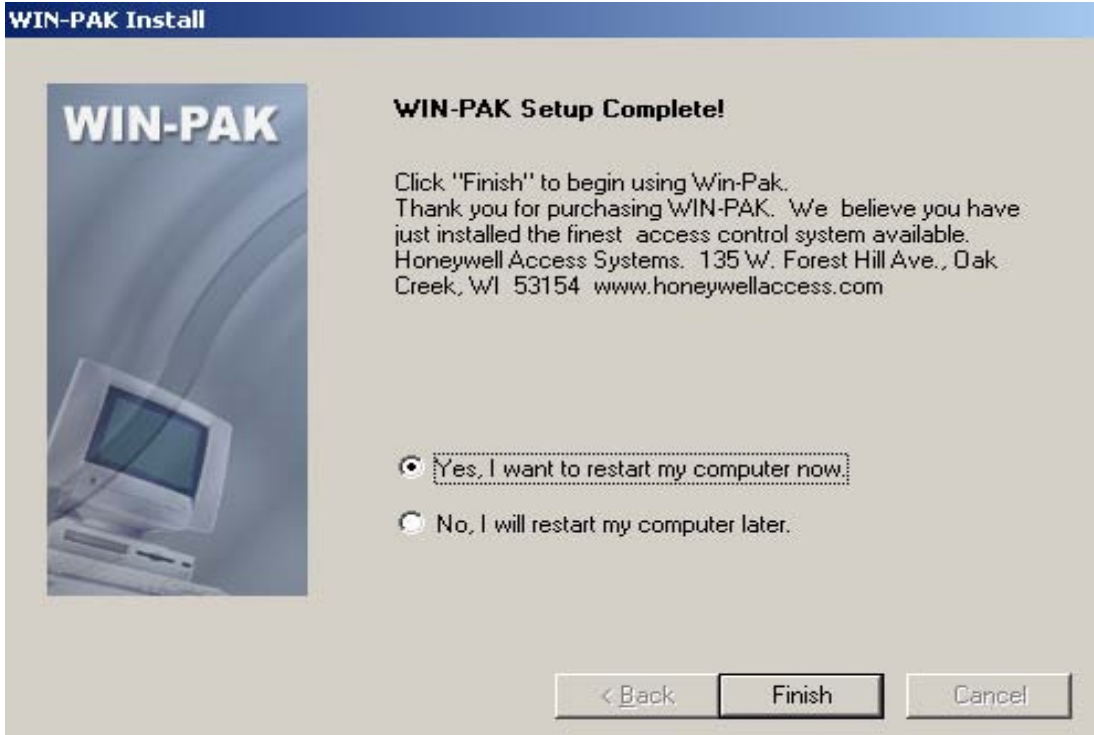 WIN-PAK Install
WIN-PAK
WIN-PAK Setup Complete!
Click "Finish" to begin using Win-Pak.
Thank you for purchasing WIN-PAK.  We  believe you have
just installed the finest  access control system available.
Honeywell Access Systems.  135 W. Forest Hill Ave., Oak
Creek, WI  53154  www.honeywellaccess.com
Yes, I want to restart my computer now.
No, I will restart my computer later.
< Back
Finish
Cancel